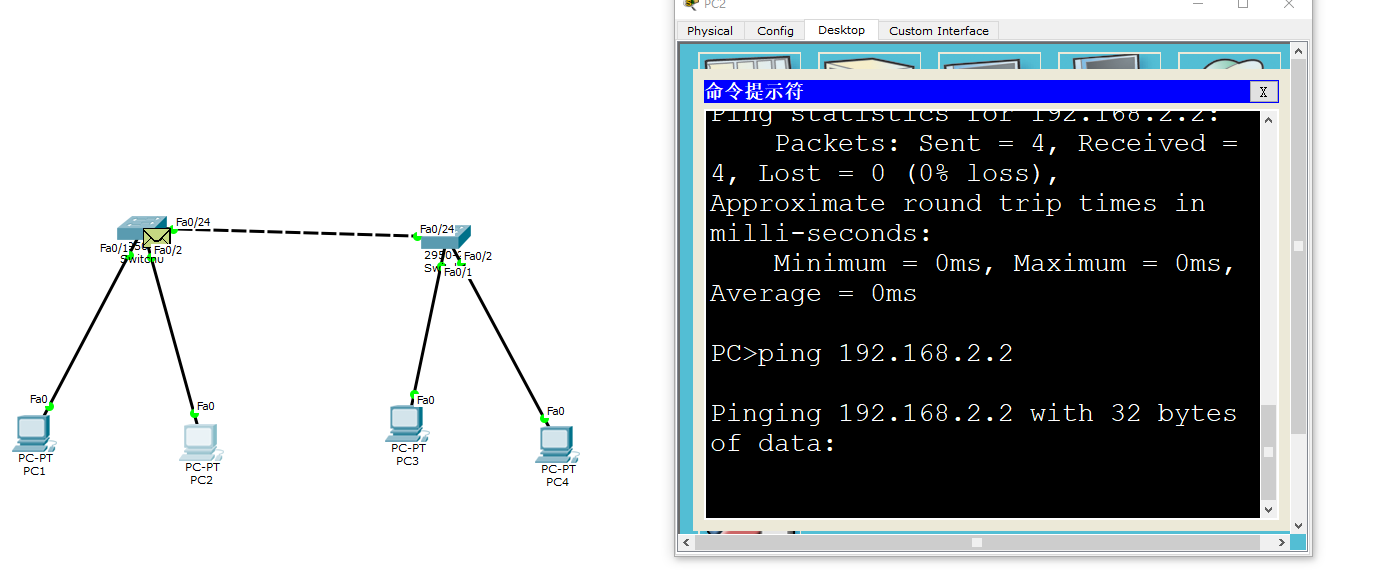 PC2
Physical
Config
Desktop
Custom Interface
命令提示符
X
Ping statistics for 192.168.2.2:
Packets: Sent = 4, Received =
4, Lost = 0 (0% loss),
Approximate round trip times in
milli-seconds:
Minimum = 0ms, Maximum = 0ms,
Average = 0ms
PC>ping 192.168.2.2
Pinging 192.168.2.2 with 32 bytes
of data:
Fa0/24
Fa0/24
Fa0/1
Fa0/2
Fa0/2
Fa0/1
Fa0
Fa0
Fa0
Fa0
PC-PT
PC1
PC-PT
PC2
PC-PT
PC3
PC-PT
PC4